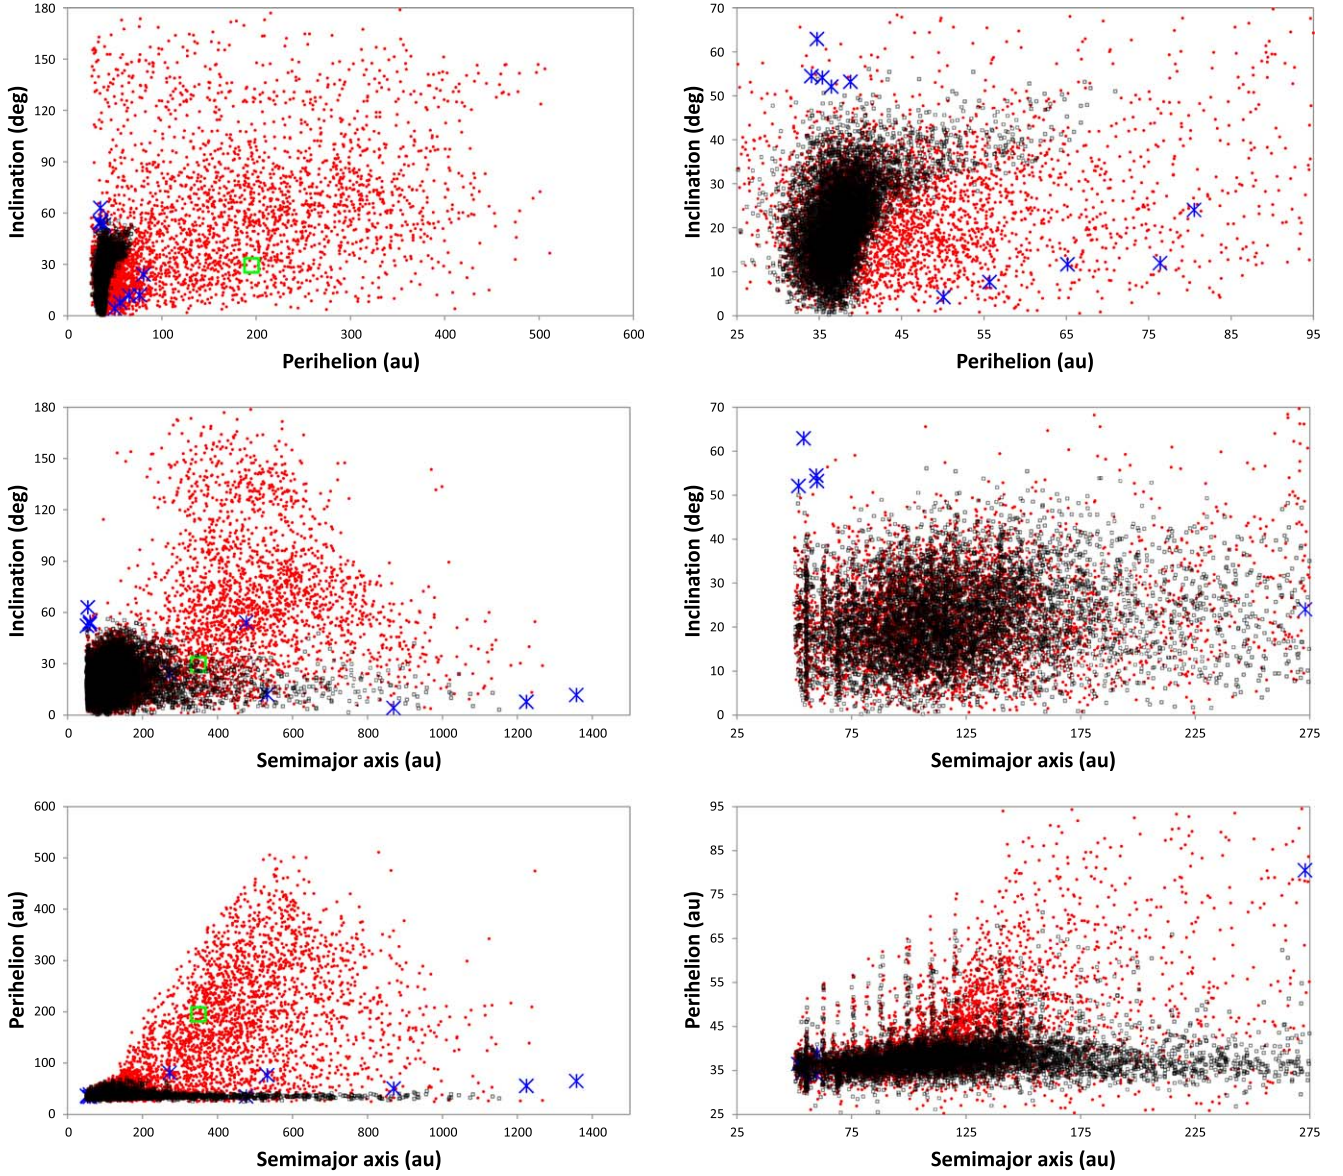 180
150
120
90
60
30
0
0 100 200 300 400 500 600
Inclination (deg)
Perihelion (au)
70
60
50
40
30
20
10
0
25 35 45 55 65 75 85 95
Inclination (deg)
Perihelion (au)
180
150
120
90
60
30
0
0 200 400 600 800 1000 1200 1400
Inclination (deg)
Semimajor axis (au)
70
60
50
40
30
20
10
0
25 75 125 175 225 275
Inclination (deg)
Semimajor axis (au)
600
500
400
300
200
100
0
0 200 400 600 800 1000 1200 1400
Perihelion (au)
Semimajor axis (au)
95
85
75
65
55
45
35
25
25 75 125 175 225 275
Perihelion (au)
Semimajor axis (au)